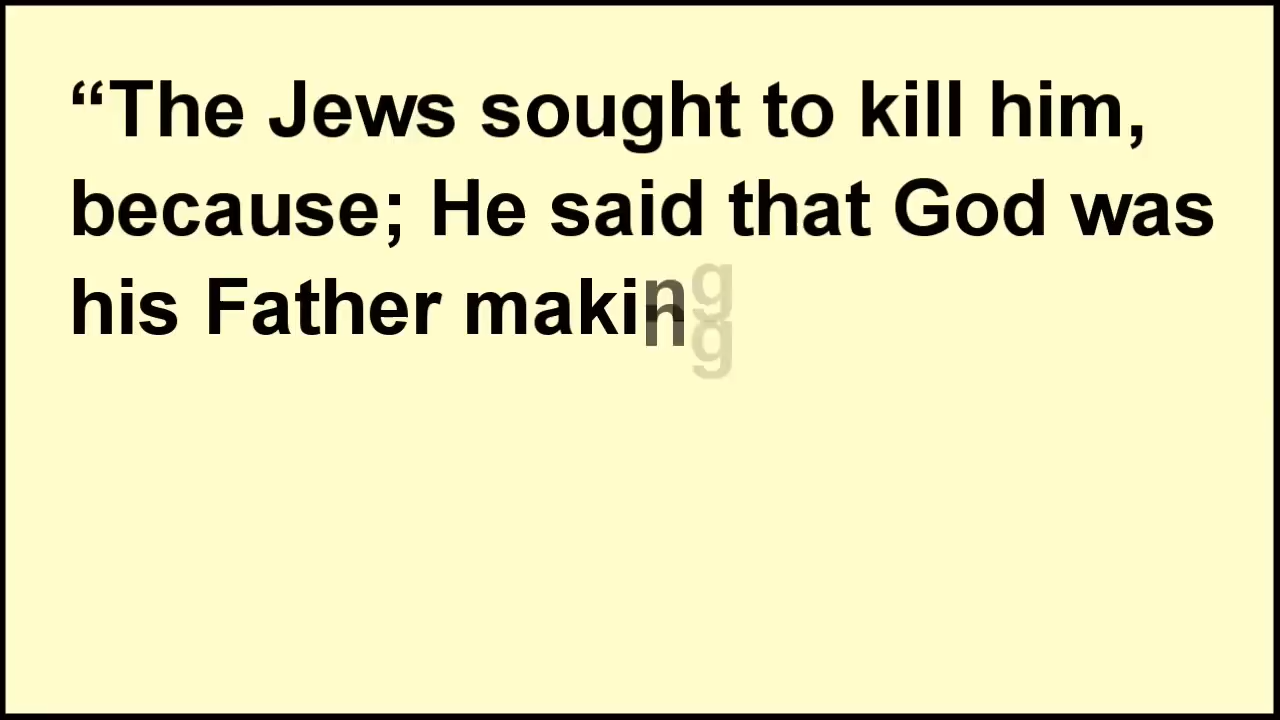 “The Jews sought to kill him,
because; He said that God was
his Father making